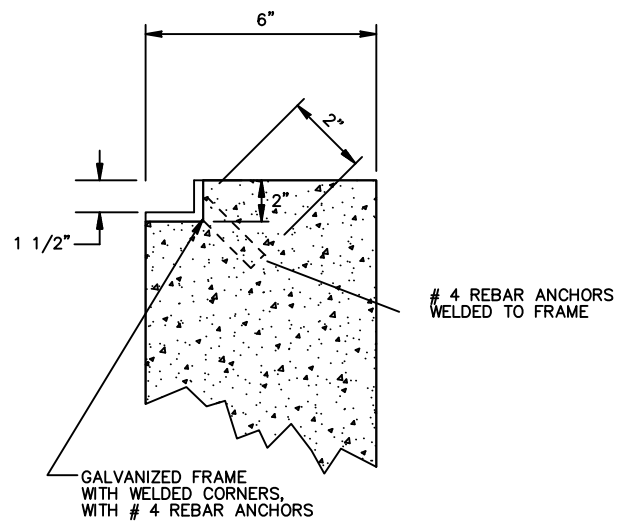 6"
2"
2"
1 1/2"
# 4 REBAR ANCHORS
WELDED TO FRAME
GALVANIZED FRAME
WITH WELDED CORNERS,
WITH # 4 REBAR ANCHORS